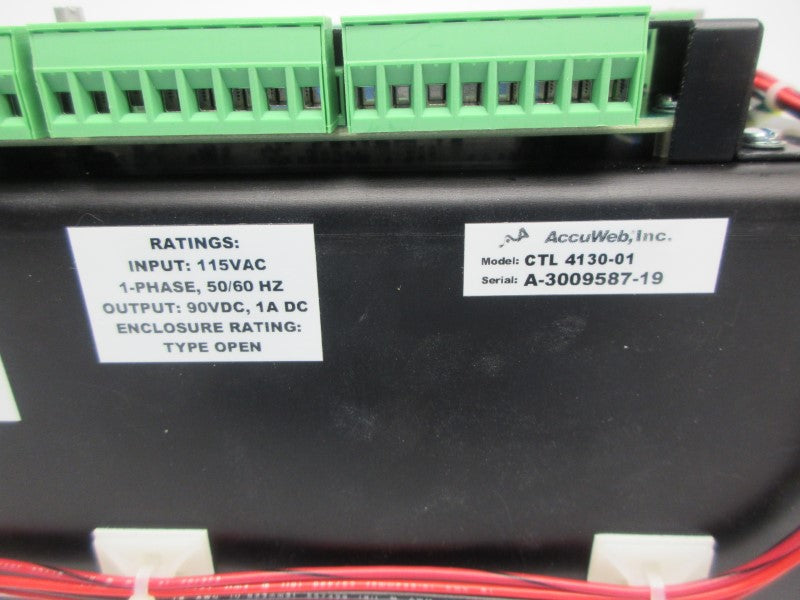 RATINGS:
INPUT: 115VAC
1-PHASE, 50/60 HZ
OUTPUT: 90VDC, 1A DC
ENCLOSURE RATING:
TYPE OPEN
AccuWeb, Inc.
Model: CTL 4130-01
Serial: A-3009587-19